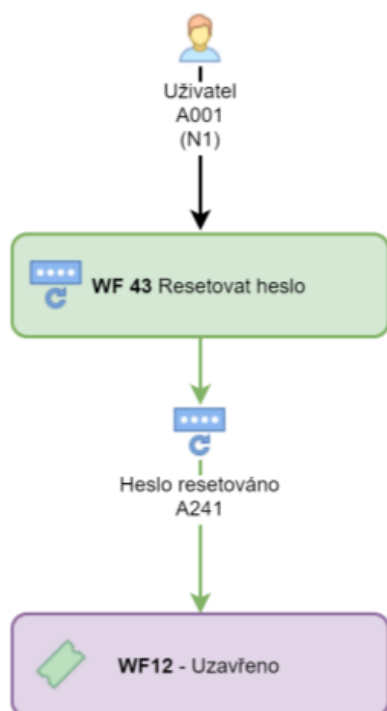 Uživatel
A001
(N1)
WF 43 Resetovat heslo
Heslo resetováno
A241
WF12 - Uzavřeno